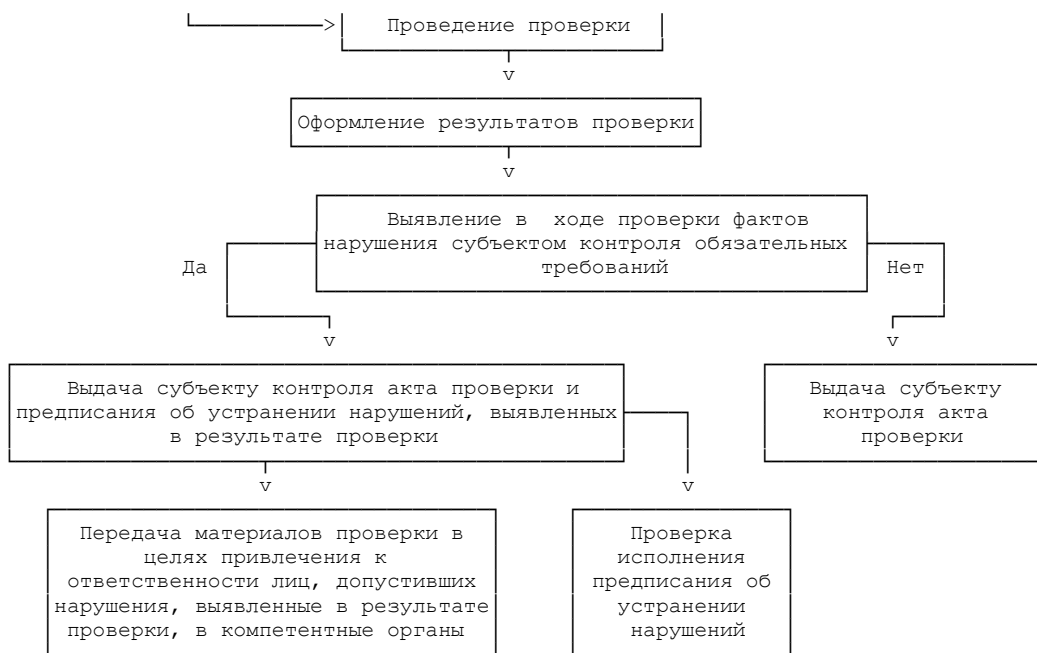 Проведение проверки
v
Оформление результатов проверки
v
Выявление в ходе проверки фактов
нарушения субъектом контроля обязательных
требований
Да
Нет
v
v
Выдача субъекту контроля акта проверки и
предписания об устранении нарушений, выявленных
в результате проверки
Выдача субъекту
контроля акта
проверки
v
v
Передача материалов проверки в
целях привлечения к
ответственности лиц, допустивших
нарушения, выявленные в результате
проверки, в компетентные органы
Проверка
исполнения
предписания об
устранении
нарушений